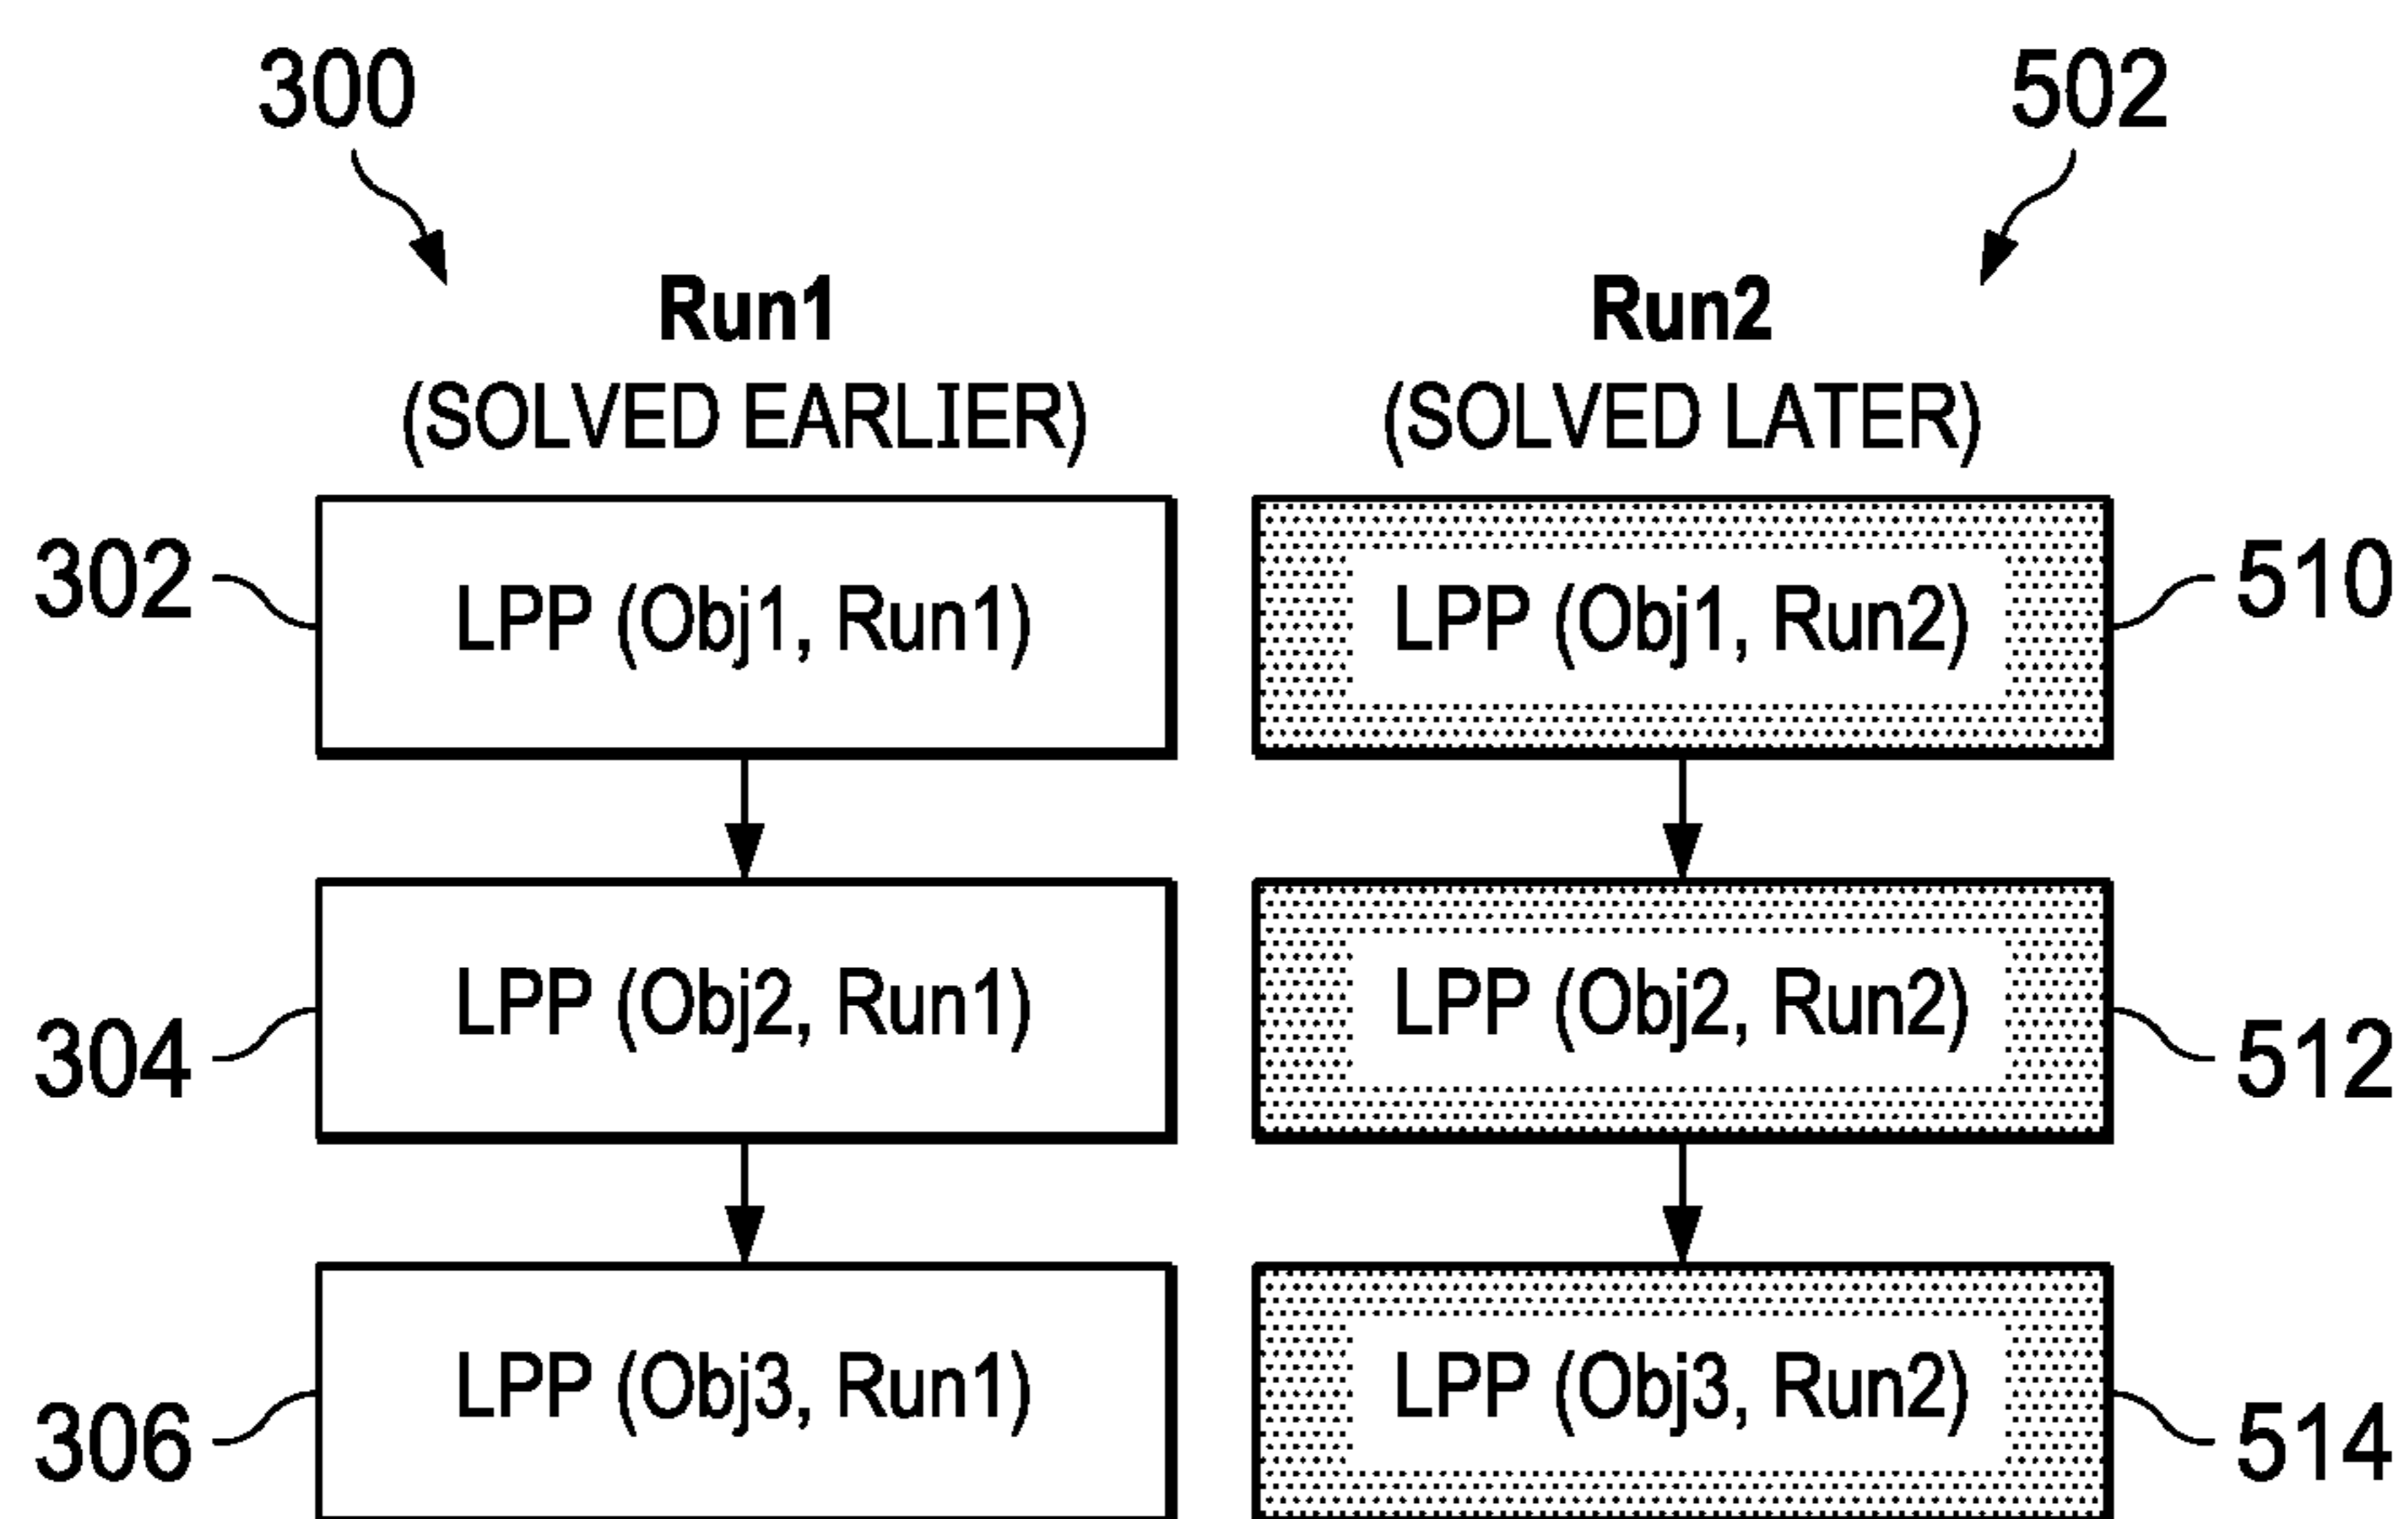 300
502
Run1
(SOLVED EARLIER)
Run2
(SOLVED LATER)
302
LPP (Obj1, Run1)
LPP (Obj1, Run2)
510
304
LPP (Obj2, Run1)
LPP (Obj2, Run2)
512
306
LPP (Obj3, Run1)
LPP (Obj3, Run2)
514